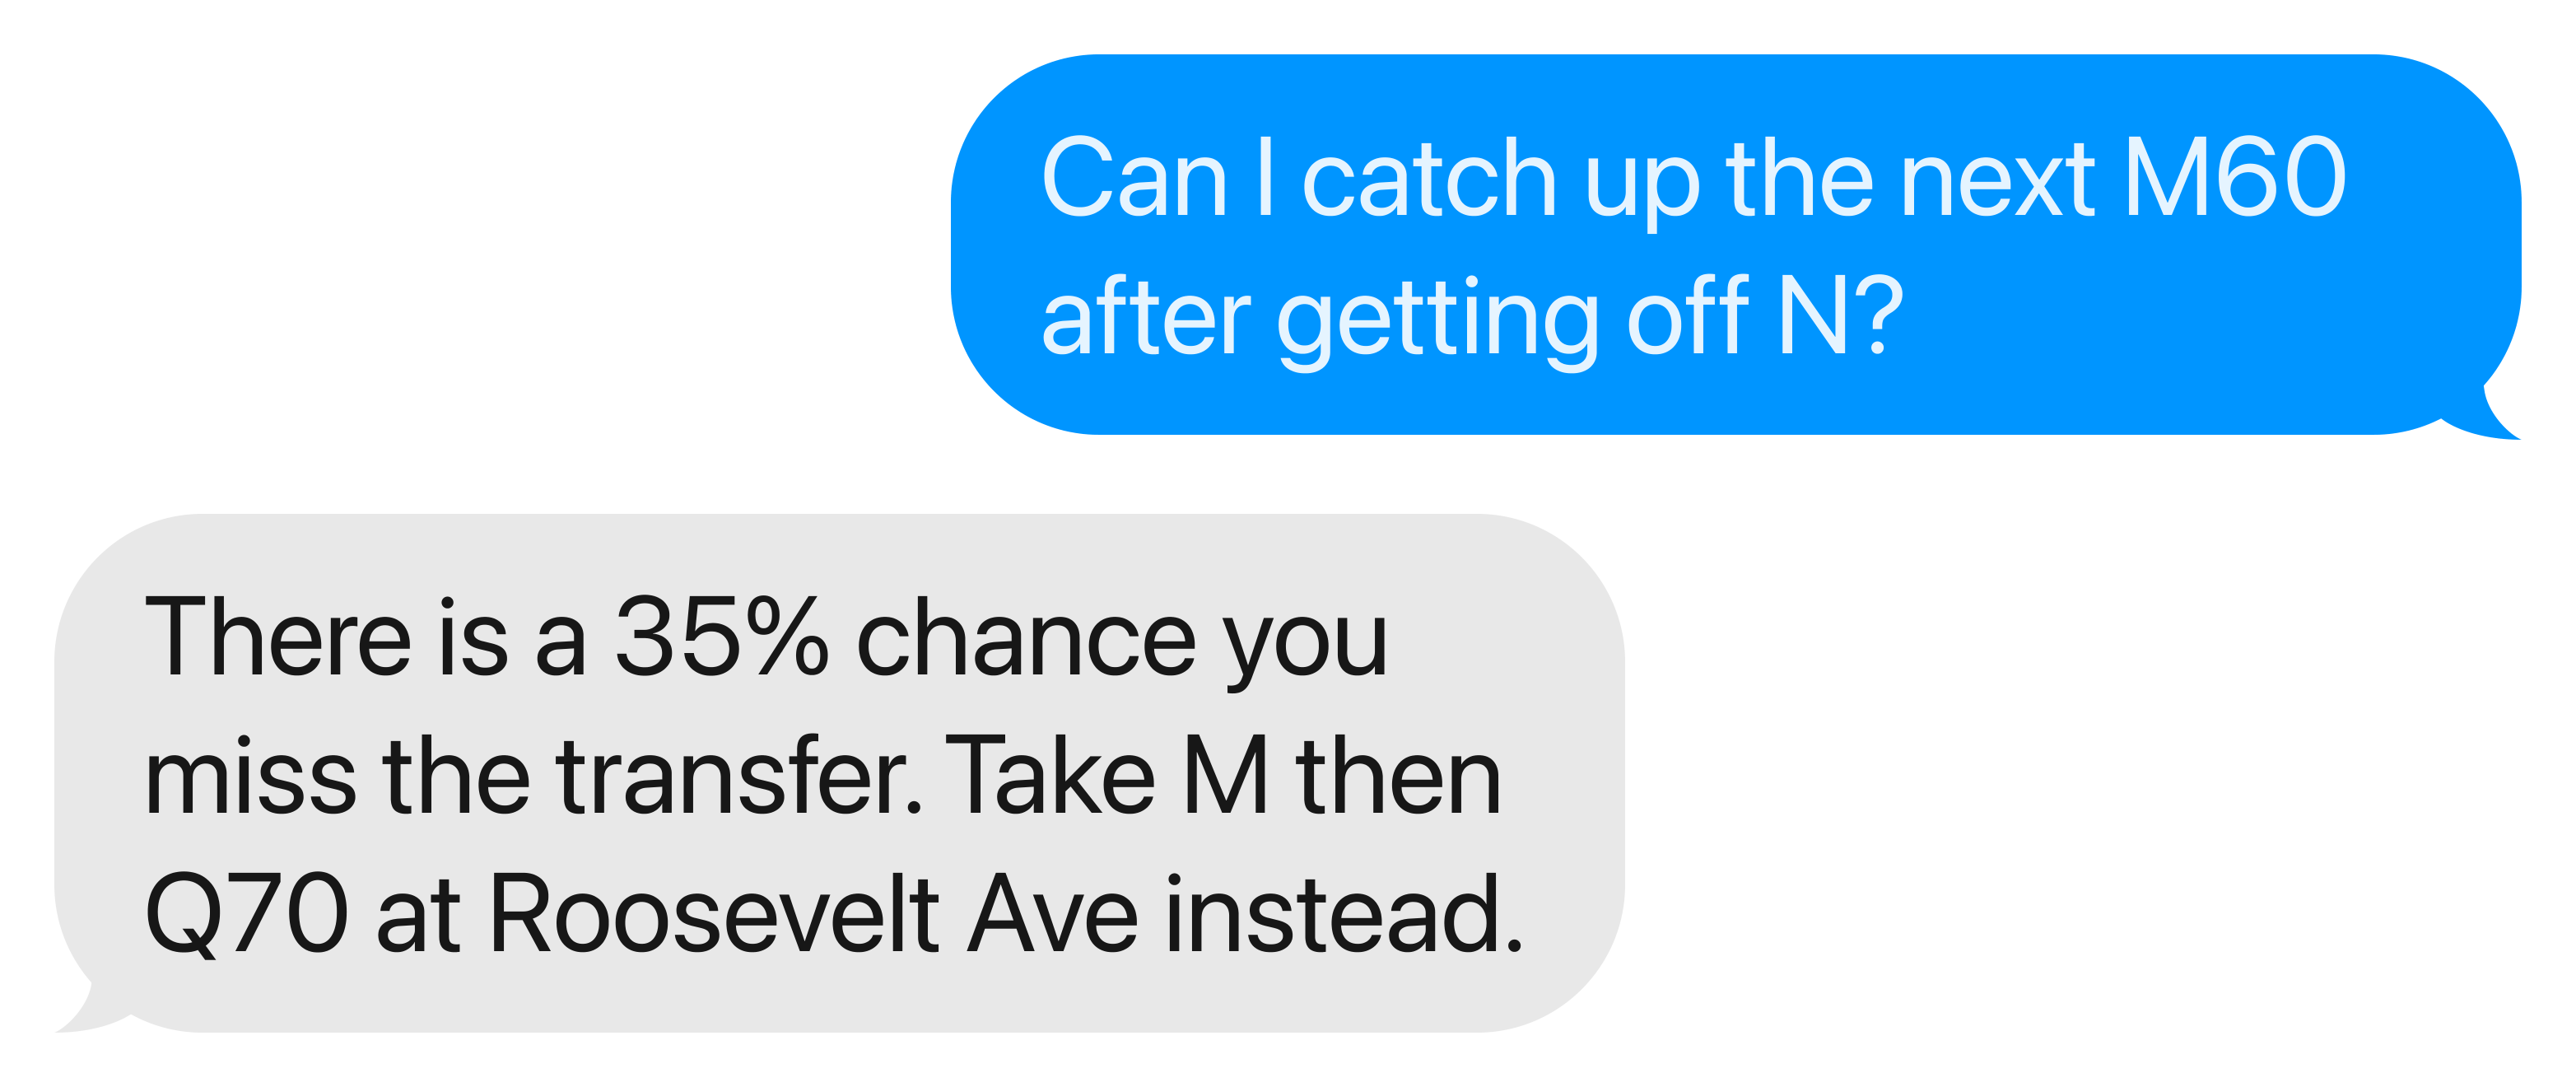 Can I catch up the next M60
after getting off N?
There is a 35% chance you
miss the transfer. Take M then
Q70 at Roosevelt Ave instead.